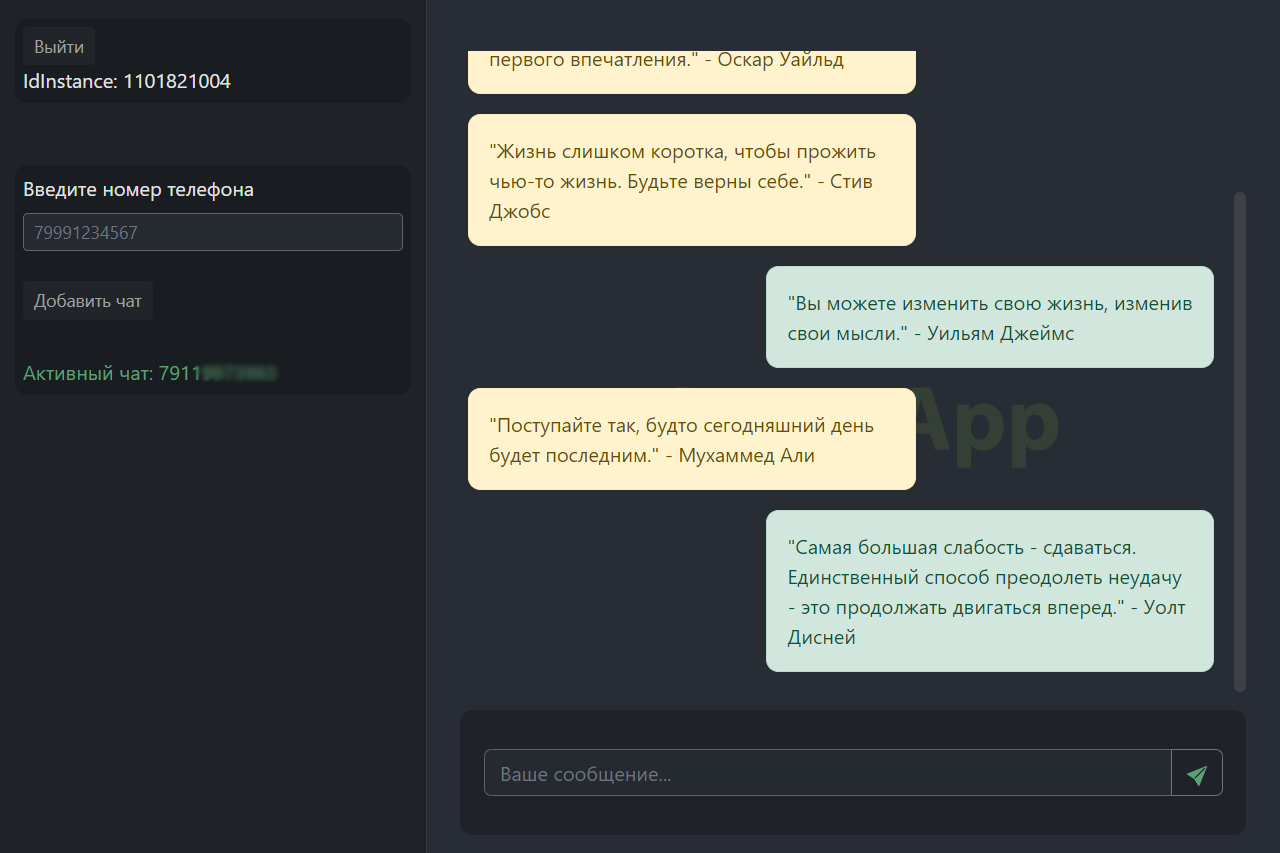 Выйти
IdInstance: 1101821004
Введите номер телефона
79991234567
Добавить чат
Активный чат: 7911
первого впечатления." - Оскар Уайльд
"Жизнь слишком коротка, чтобы прожить
чью-то жизнь. Будьте верны себе." - Стив
Джобс
"Вы можете изменить свою жизнь, изменив
свои мысли." - Уильям Джеймс
App
"Поступайте так, будто сегодняшний день
будет последним." - Мухаммед Али
"Самая большая слабость - сдаваться.
Единственный способ преодолеть неудачу
- это продолжать двигаться вперед." - Уолт
Дисней
Ваше сообщение...